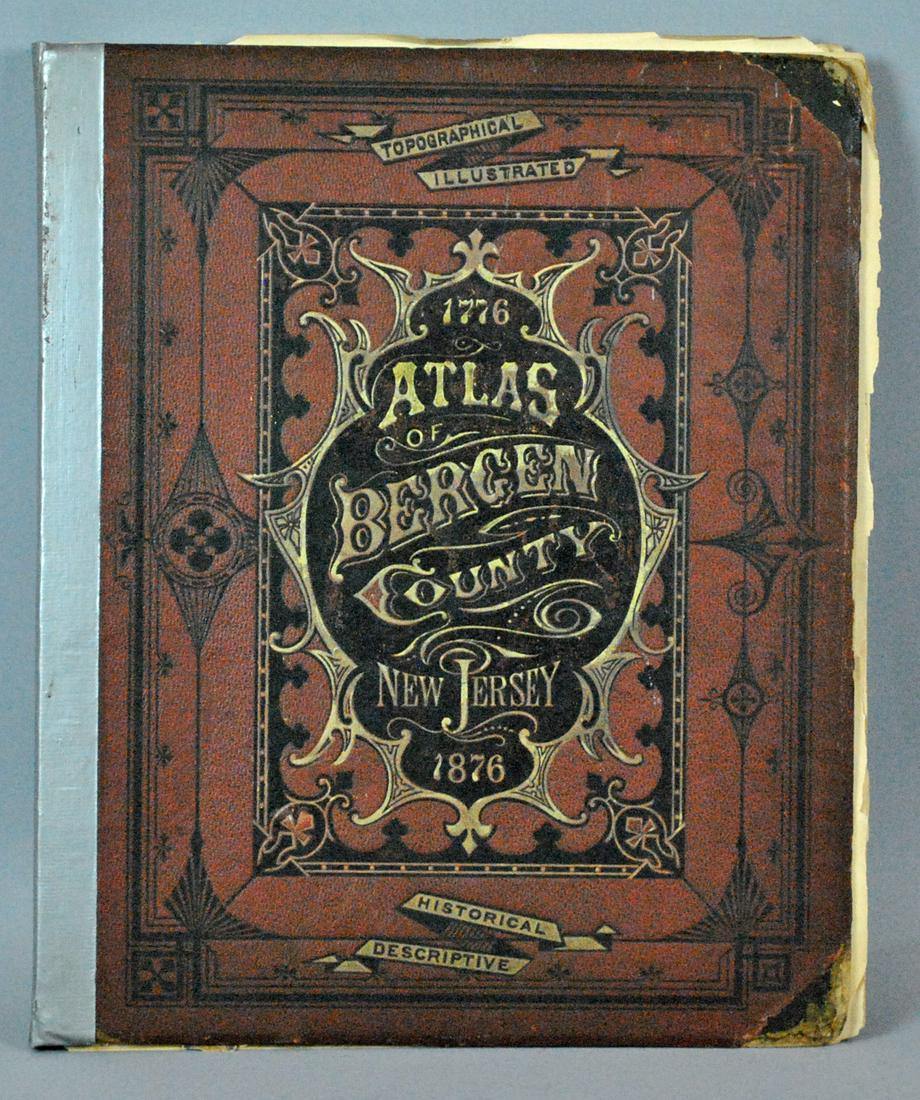 TOPOGRAPHICAL
ILLUSTRATED
1776
ATLAS
OF
BERGEN
COUNTY
NEW JERSEY
1876
HISTORICAL
DESCRIPTIVE